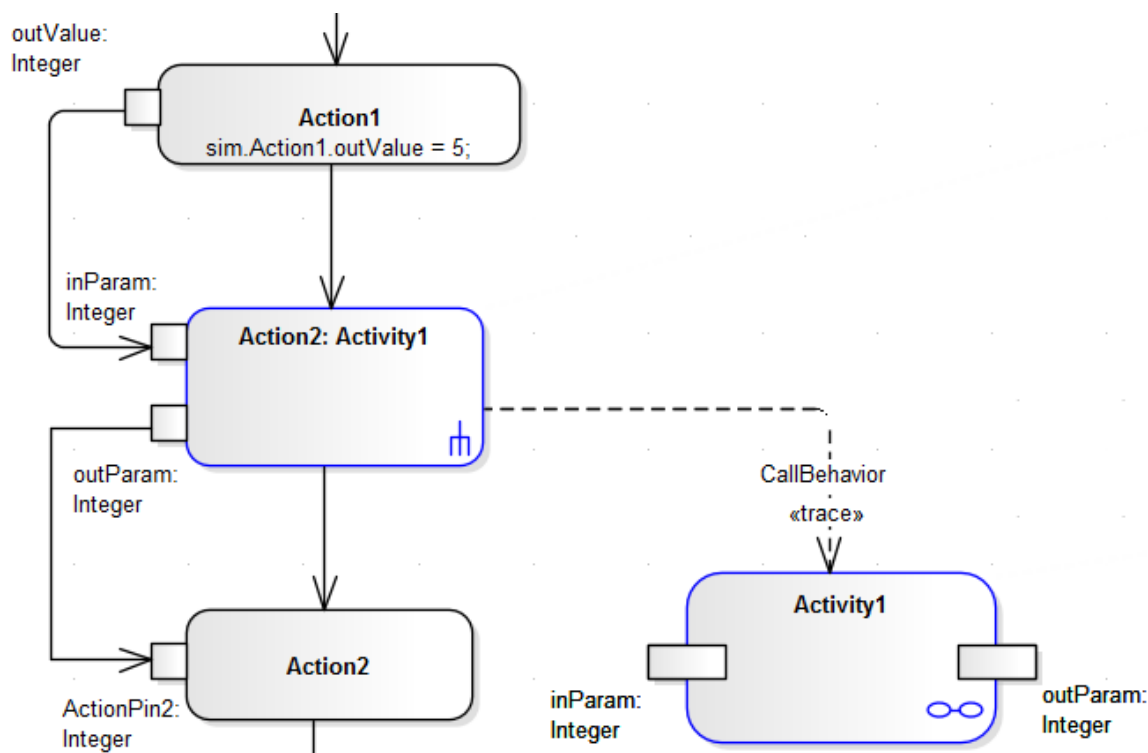 outValue:
Integer
Action1
sim.Action1.outValue = 5;
inParam:
Integer
Action2: Activity1
outParam:
Integer
CallBehavior
«trace»
Activity1
Action2
inParam:
Integer
outParam:
Integer
ActionPin2:
Integer